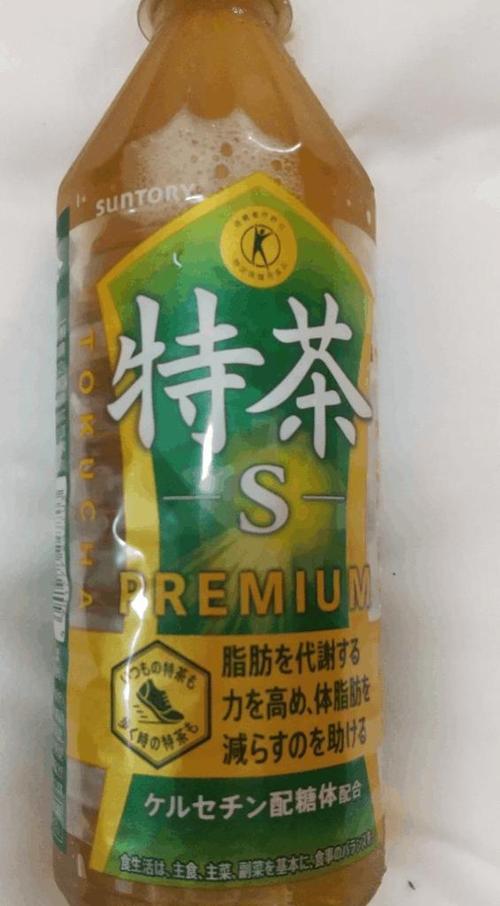 SUNTORY
特茶
S
PREMIUM
TOKUCHA
いつもの特茶も
歩く時の特茶も
脂肪を代謝する
力を高め、体脂肪を
減らすのを助ける
ケルセチン配糖体配合
食生活は、主食、主菜、副菜を基本に、食事のバランスを